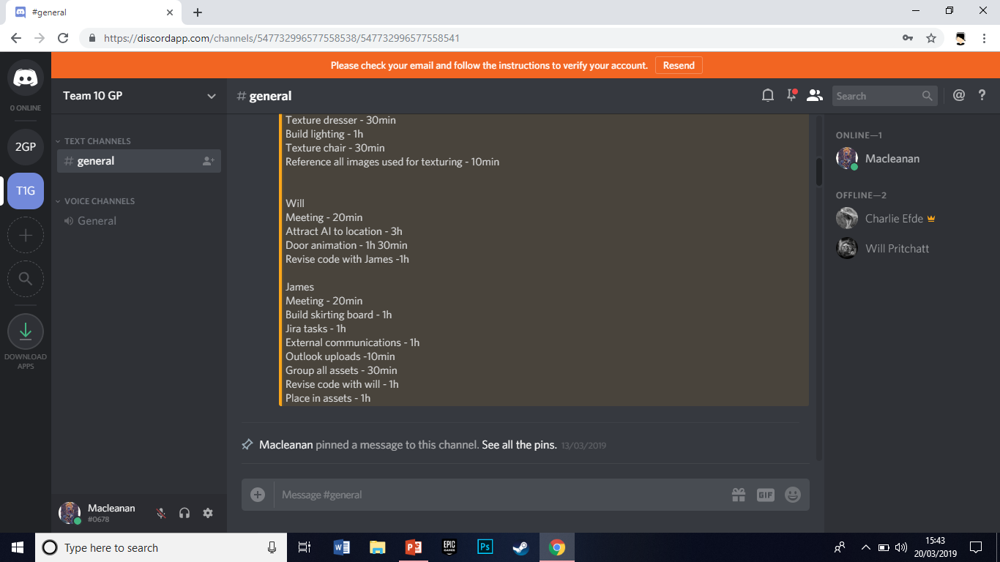 #general
https://discordapp.com/channels/547732996577558538/547732996577558541
Please check your email and follow the instructions to verify your account.
Resend
0 ONLINE
2GP
T1G
DOWNLOAD
APPS
Team 10 GP
TEXT CHANNELS
# general
VOICE CHANNELS
General
Macleanan
#0678
# general
Search
@
?
Texture dresser - 30min
Build lighting - 1h
Texture chair - 30min
Reference all images used for texturing - 10min
Will
Meeting - 20min
Attract AI to location - 3h
Door animation - 1h 30min
Revise code with James -1h
James
Meeting - 20min
Build skirting board - 1h
Jira tasks - 1h
External communications - 1h
Outlook uploads -10min
Group all assets - 30min
Revise code with will - 1h
Place in assets - 1h
Macleanan pinned a message to this channel. See all the pins. 13/03/2019
Message #general
GIF
ONLINE—1
Macleanan
OFFLINE—2
Charlie Efde
Will Pritchatt
Type here to search
W
P
EPIC
GAMES
Ps
15:43
20/03/2019